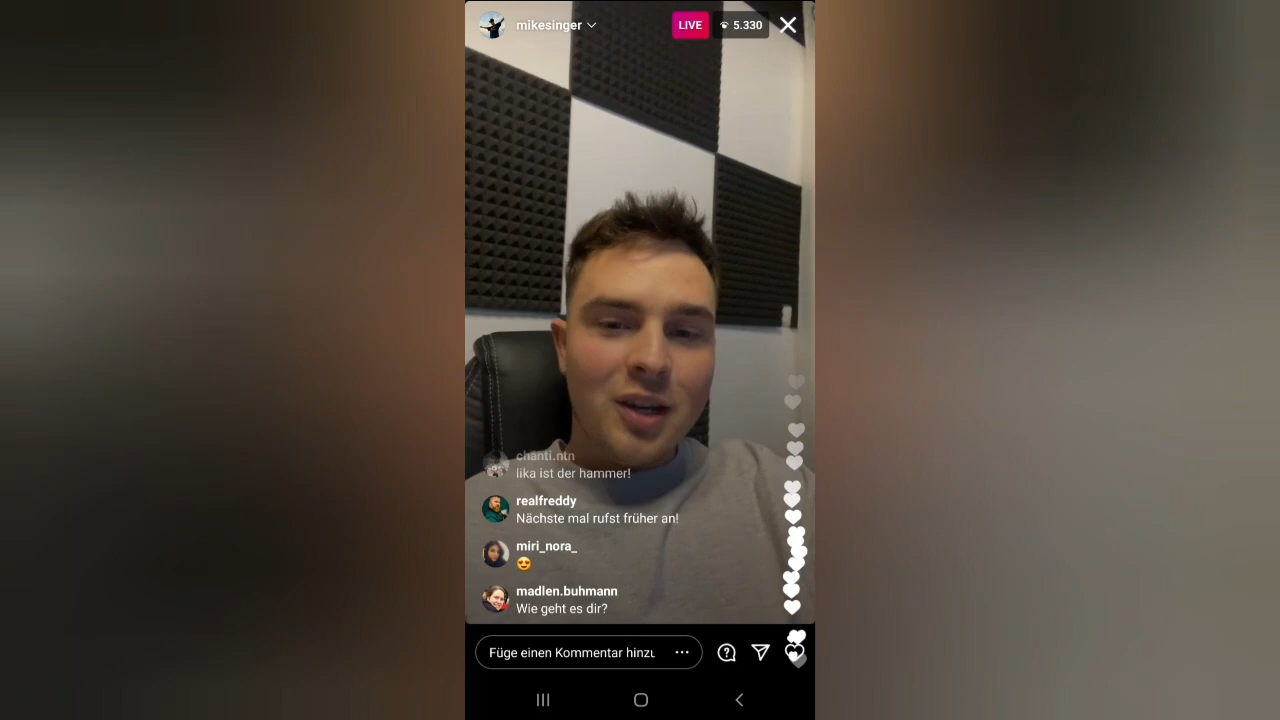 mikesinger
LIVE
5.330
chanti.ntn
lika ist der hammer!
realfreddy
Nächste mal rufst früher an!
miri_nora_
😍
madlen.buhmann
Wie geht es dir?
Füge einen Kommentar hinzu